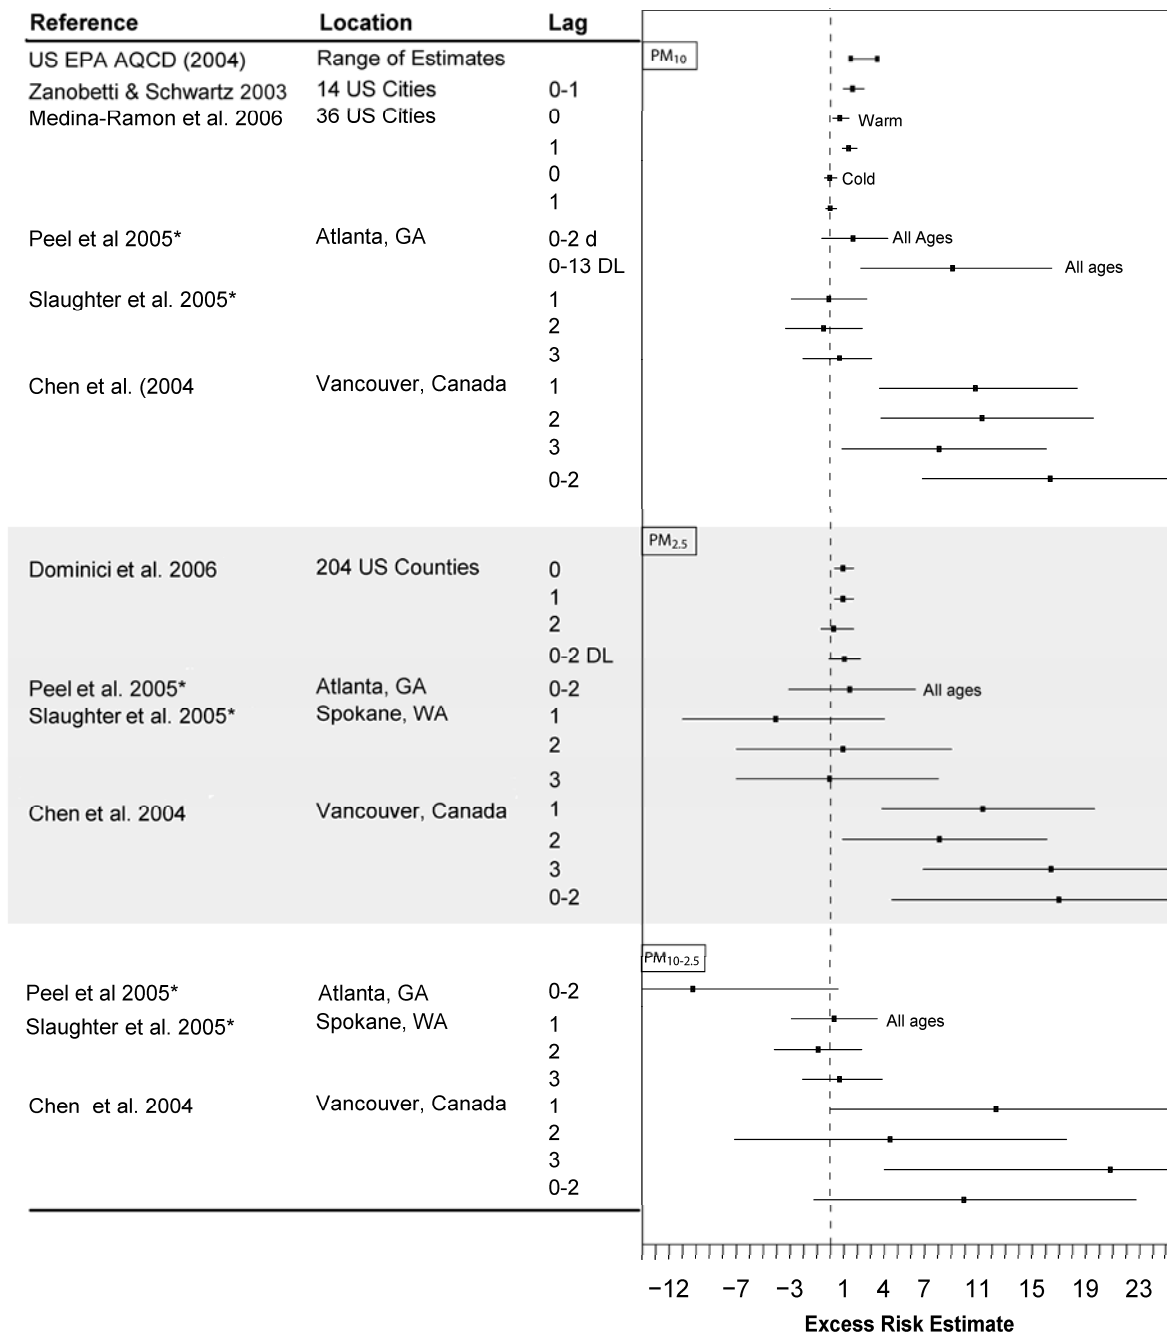 Reference Location Lag
US EPA AQCD (2004) Range of Estimates PM10
Zanobetti & Schwartz 2003 14 US Cities 0-1
Medina-Ramon et al. 2006 36 US Cities 0 Warm
1
0 Cold
1
Peel et al 2005* Atlanta, GA 0-2 d All Ages
0-13 DL All ages
Slaughter et al. 2005* 1
2
3
Chen et al. (2004 Vancouver, Canada 1
2
3
0-2
PM2.5
Dominici et al. 2006 204 US Counties 0
1
2
0-2 DL
Peel et al. 2005* Atlanta, GA 0-2 All ages
Slaughter et al. 2005* Spokane, WA 1
2
3
Chen et al. 2004 Vancouver, Canada 1
2
3
0-2
PM10-2.5
Peel et al 2005* Atlanta, GA 0-2
Slaughter et al. 2005* Spokane, WA 1 All ages
2
3
Chen et al. 2004 Vancouver, Canada 1
2
3
0-2
−12 −7 −3 1 4 7 11 15 19 23
Excess Risk Estimate